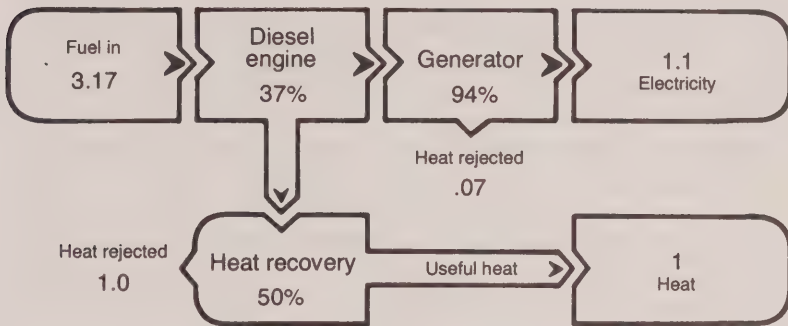 Fuel in
3.17
Diesel
engine
37%
Generator
94%
1.1
Electricity
Heat rejected
.07
Heat rejected
1.0
Heat recovery
50%
Useful heat
1
Heat